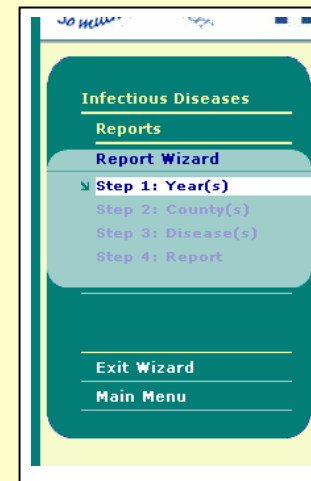 Infectious Diseases
Reports
Report Wizard
Step 1: Year(s)
Step 2: County(s)
Step 3: Disease(s)
Step 4: Report
Exit Wizard
Main Menu